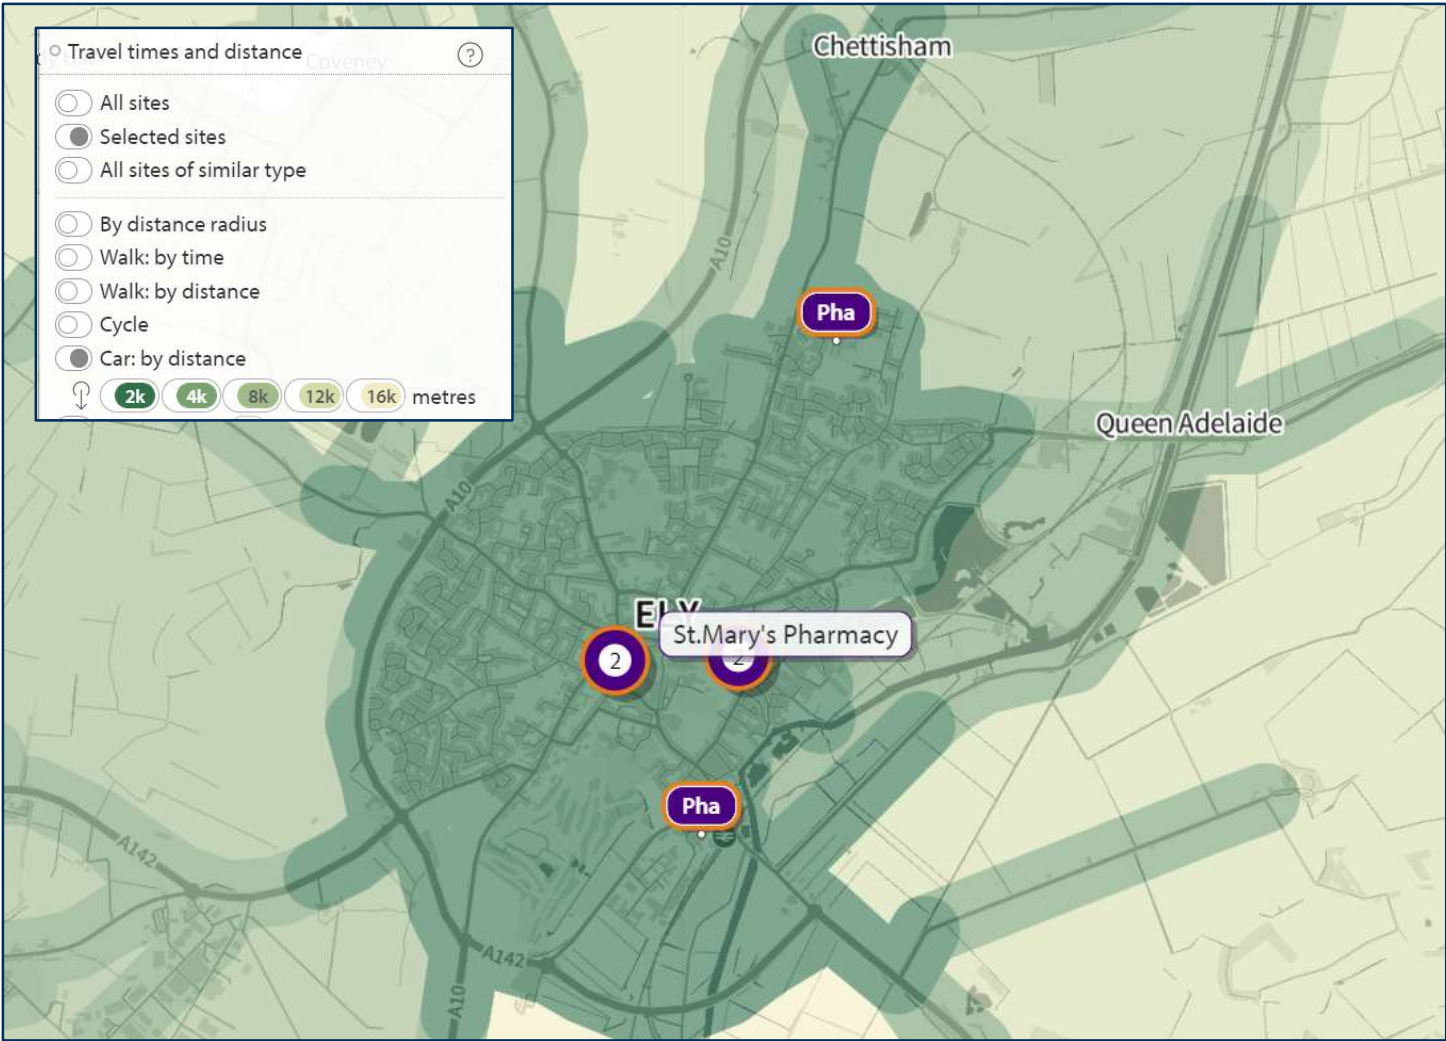 Travel times and distance
?
Coveney
All sites
Selected sites
All sites of similar type
By distance radius
Walk: by time
Walk: by distance
Cycle
Car: by distance
2k 4k 8k 12k 16k metres
Chettisham
A10
Pha
Queen Adelaide
A10
ELY
St.Mary's Pharmacy
2
2
Pha
A142
A142
A10